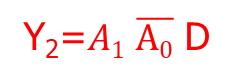 Y₂=A₁ A̅₀ D